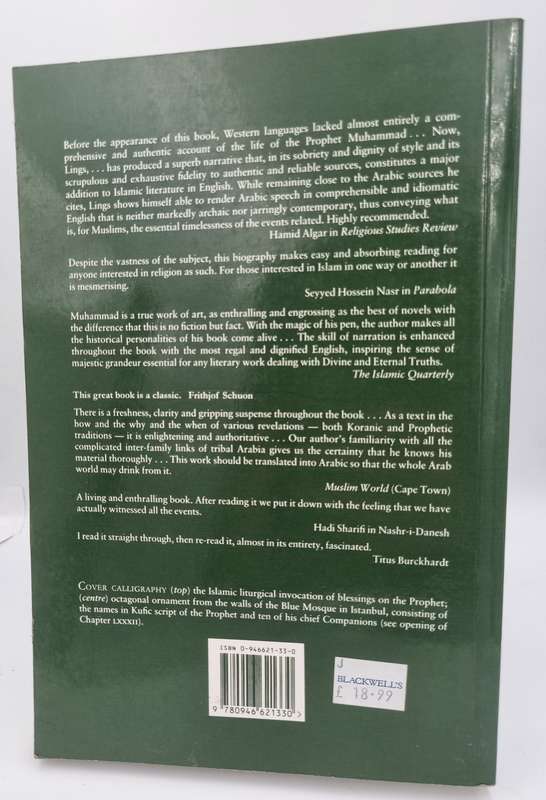 Before the appearance of this book, Western languages lacked almost entirely a com-
prehensive and authentic account of the life of the Prophet Muhammad . . . Now,
Lings, . . . has produced a superb narrative that, in its sobriety and dignity of style and its
scrupulous and exhaustive fidelity to authentic and reliable sources, constitutes a major
addition to Islamic literature in English. While remaining close to the Arabic sources he
cites, Lings shows himself able to render Arabic speech in comprehensible and idiomatic
English that is neither markedly archaic nor jarringly contemporary, thus conveying what
is, for Muslims, the essential timelessness of the events related. Highly recommended.
Hamid Algar in Religious Studies Review
Despite the vastness of the subject, this biography makes easy and absorbing reading for
anyone interested in religion as such. For those interested in Islam in one way or another it
is mesmerising.
Seyyed Hossein Nasr in Parabola
Muhammad is a true work of art, as enthralling and engrossing as the best of novels with
the difference that this is no fiction but fact. With the magic of his pen, the author makes all
the historical personalities of his book come alive . . . The skill of narration is enhanced
throughout the book with the most regal and dignified English, inspiring the sense of
majestic grandeur essential for any literary work dealing with Divine and Eternal Truths.
The Islamic Quarterly
This great book is a classic. Frithjof Schuon
There is a freshness, clarity and gripping suspense throughout the book . . . As a text in the
how and the why and the when of various revelations — both Koranic and Prophetic
traditions — it is enlightening and authoritative . . . Our author's familiarity with all the
complicated inter-family links of tribal Arabia gives us the certainty that he knows his
material thoroughly . . . This work should be translated into Arabic so that the whole Arab
world may drink from it.
Muslim World (Cape Town)
A living and enthralling book. After reading it we put it down with the feeling that we have
actually witnessed all the events.
Hadi Sharifi in Nashr-i-Danesh
I read it straight through, then re-read it, almost in its entirety, fascinated.
Titus Burckhardt
COVER CALLIGRAPHY (top) the Islamic liturgical invocation of blessings on the Prophet;
(centre) octagonal ornament from the walls of the Blue Mosque in Istanbul, consisting of
the names in Kufic script of the Prophet and ten of his chief Companions (see opening of
Chapter LXXXII).
ISBN 0-946621-33-0
9 780946 621330 >
J
BLACKWELL'S
£ 18.99